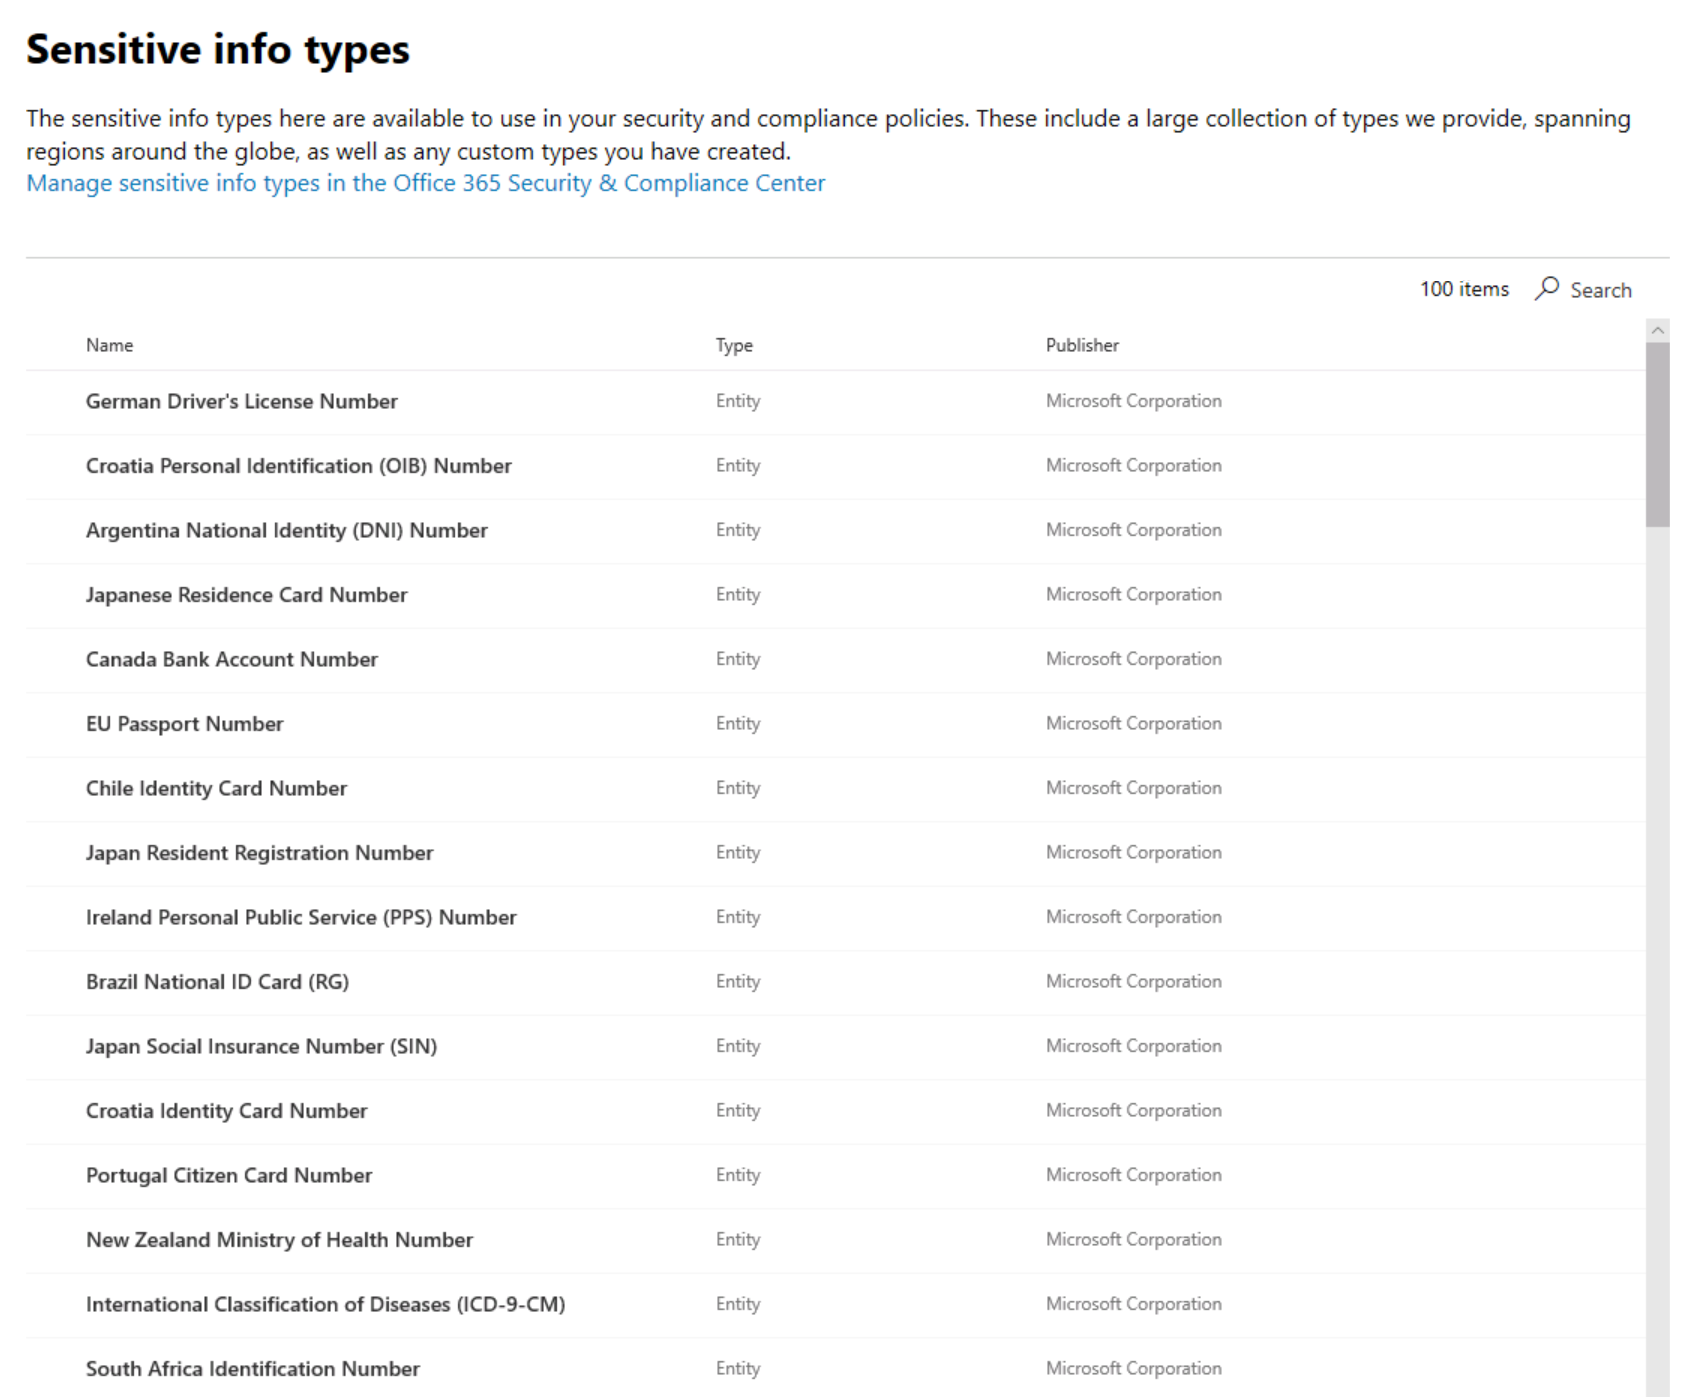 Sensitive info types
The sensitive info types here are available to use in your security and compliance policies. These include a large collection of types we provide, spanning
regions around the globe, as well as any custom types you have created.
Manage sensitive info types in the Office 365 Security & Compliance Center
100 items Search
Name Type Publisher
German Driver's License Number Entity Microsoft Corporation
Croatia Personal Identification (OIB) Number Entity Microsoft Corporation
Argentina National Identity (DNI) Number Entity Microsoft Corporation
Japanese Residence Card Number Entity Microsoft Corporation
Canada Bank Account Number Entity Microsoft Corporation
EU Passport Number Entity Microsoft Corporation
Chile Identity Card Number Entity Microsoft Corporation
Japan Resident Registration Number Entity Microsoft Corporation
Ireland Personal Public Service (PPS) Number Entity Microsoft Corporation
Brazil National ID Card (RG) Entity Microsoft Corporation
Japan Social Insurance Number (SIN) Entity Microsoft Corporation
Croatia Identity Card Number Entity Microsoft Corporation
Portugal Citizen Card Number Entity Microsoft Corporation
New Zealand Ministry of Health Number Entity Microsoft Corporation
International Classification of Diseases (ICD-9-CM) Entity Microsoft Corporation
South Africa Identification Number Entity Microsoft Corporation